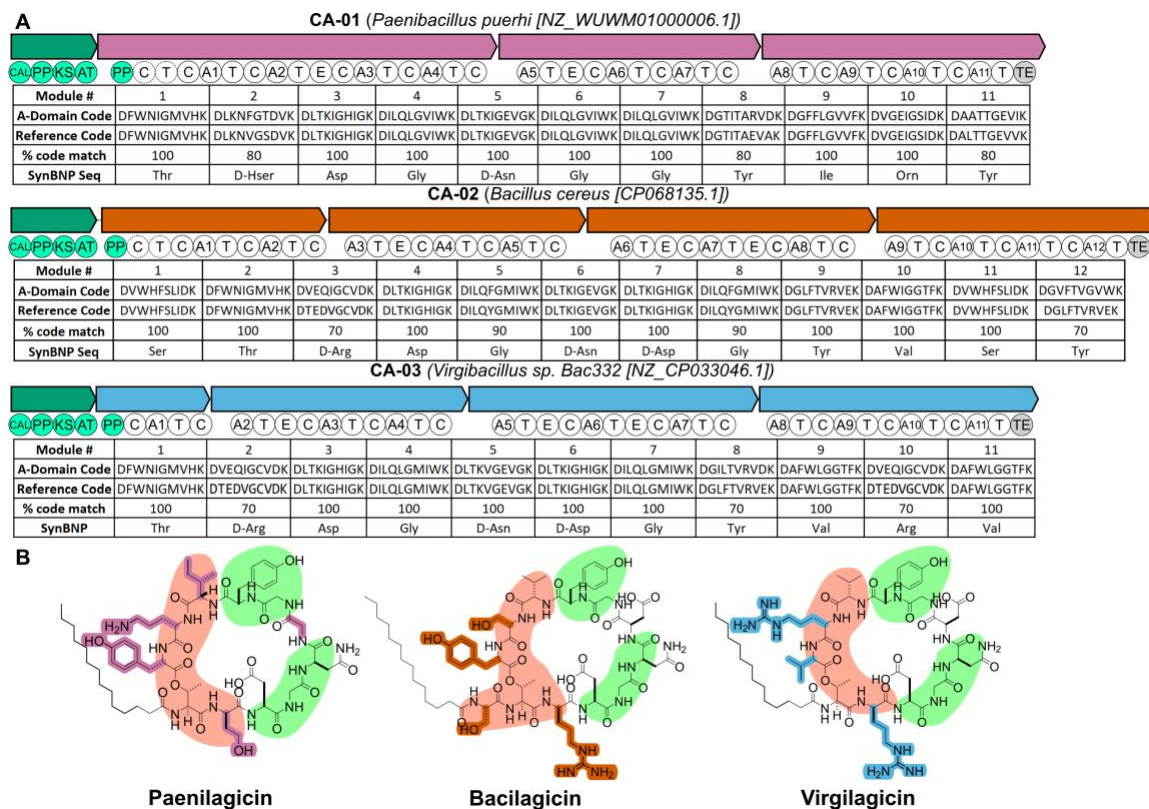 A
CA-01 (Paenibacillus puerhi [NZ_WUWM01000006.1])
CAL PP KS AT PP C T C A1 T C A2 T E C A3 T C A4 T C A5 T E C A6 T C A7 T C A8 T C A9 T C A10 T C A11 T TE
Module # 1 2 3 4 5 6 7 8 9 10 11
A-Domain Code DFWNIGMVHK DLKNFGTDVK DLTKIGHIGK DILQLGVIWK DLTKIGEVGK DILQLGVIWK DILQLGVIWK DGTITARVDK DGFFLGVVFK DVGEIGSIDK DAATTGEVIK
Reference Code DFWNIGMVHK DLKNVGSDVK DLTKIGHIGK DILQLGVIWK DLTKIGEVGK DILQLGVIWK DILQLGVIWK DGTITAEVAK DGFFLGVVFK DVGEIGSIDK DALTTGEVVK
% code match 100 80 100 100 100 100 100 80 100 100 80
SynBNP Seq Thr D-Hser Asp Gly D-Asn Gly Gly Tyr Ile Orn Tyr
CA-02 (Bacillus cereus [CP068135.1])
CAL PP KS AT PP C T C A1 T C A2 T C A3 T E C A4 T C A5 T C A6 T E C A7 T E C A8 T C A9 T C A10 T C A11 T C A12 T TE
Module # 1 2 3 4 5 6 7 8 9 10 11 12
A-Domain Code DVWHFSLIDK DFWNIGMVHK DVEQIGCVDK DLTKIGHIGK DILQFGMIWK DLTKIGEVGK DLTKIGHIGK DILQFGMIWK DGLFTVRVEK DAFWIGGTFK DVWHFSLIDK DGVFTVGVWK
Reference Code DVWHFSLIDK DFWNIGMVHK DTEDVGCVDK DLTKIGHIGK DILQYGMIWK DLTKIGEVGK DLTKIGHIGK DILQYGMIWK DGLFTVRVEK DAFWIGGTFK DVWHFSLIDK DGLFTVRVEK
% code match 100 100 70 100 90 100 100 90 100 100 100 70
SynBNP Seq Ser Thr D-Arg Asp Gly D-Asn D-Asp Gly Tyr Val Ser Tyr
CA-03 (Virgibacillus sp. Bac332 [NZ_CP033046.1])
CAL PP KS AT PP C A1 T C A2 T E C A3 T C A4 T C A5 T E C A6 T E C A7 T C A8 T C A9 T C A10 T C A11 T TE
Module # 1 2 3 4 5 6 7 8 9 10 11
A-Domain Code DFWNIGMVHK DVEQIGCVDK DLTKIGHIGK DILQLGMIWK DLTKVGEVGK DLTKIGHIGK DILQLGMIWK DGILTVRVDK DAFWLGGTFK DVEQIGCVDK DAFWLGGTFK
Reference Code DFWNIGMVHK DTEDVGCVDK DLTKIGHIGK DILQLGMIWK DLTKVGEVGK DLTKIGHIGK DILQLGMIWK DGLFTVRVEK DAFWLGGTFK DTEDVGCVDK DAFWLGGTFK
% code match 100 70 100 100 100 100 100 70 100 70 100
SynBNP Thr D-Arg Asp Gly D-Asn D-Asp Gly Tyr Val Arg Val
B
Paenilagicin Bacilagicin Virgilagicin